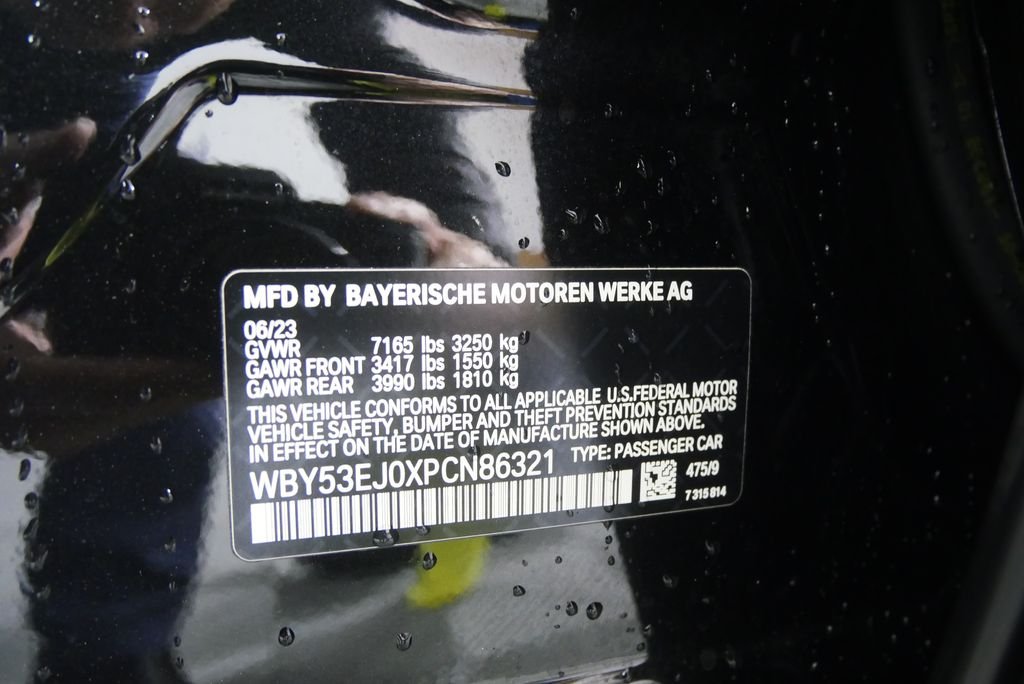 MFD BY BAYERISCHE MOTOREN WERKE AG
06/23
GVWR 7165 lbs 3250 kg
GAWR FRONT 3417 lbs 1550 kg
GAWR REAR 3990 lbs 1810 kg
THIS VEHICLE CONFORMS TO ALL APPLICABLE U.S.FEDERAL MOTOR
VEHICLE SAFETY, BUMPER AND THEFT PREVENTION STANDARDS
IN EFFECT ON THE DATE OF MANUFACTURE SHOWN ABOVE.
WBY53EJ0XPCN86321 TYPE: PASSENGER CAR
475/9
7 315 814